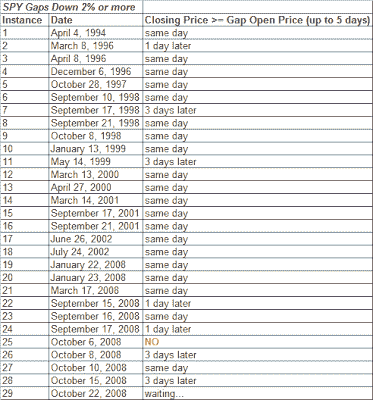 SPY Gaps Down 2% or more
Instance Date Closing Price >= Gap Open Price (up to 5 days)
1 April 4, 1994 same day
2 March 8, 1996 1 day later
3 April 8, 1996 same day
4 December 6, 1996 same day
5 October 28, 1997 same day
6 September 10, 1998 same day
7 September 17, 1998 3 days later
8 September 21, 1998 same day
9 October 8, 1998 same day
10 January 13, 1999 same day
11 May 14, 1999 3 days later
12 March 13, 2000 same day
13 April 27, 2000 same day
14 March 14, 2001 same day
15 September 17, 2001 same day
16 September 21, 2001 same day
17 June 26, 2002 same day
18 July 24, 2002 same day
19 January 22, 2008 same day
20 January 23, 2008 same day
21 March 17, 2008 same day
22 September 15, 2008 1 day later
23 September 16, 2008 same day
24 September 17, 2008 1 day later
25 October 6, 2008 NO
26 October 8, 2008 3 days later
27 October 10, 2008 same day
28 October 15, 2008 3 days later
29 October 22, 2008 waiting...